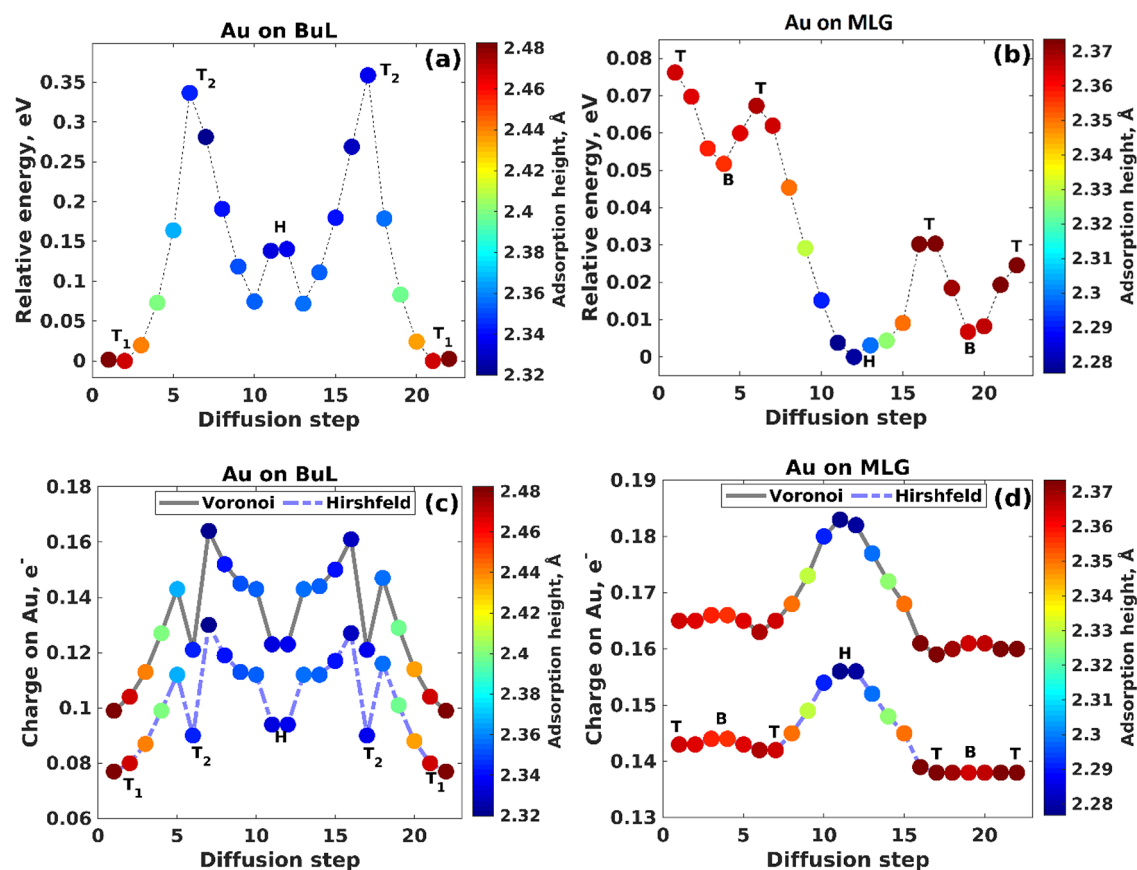 Au on BuL
(a)
Relative energy, eV
0.35
0.3
0.25
0.2
0.15
0.1
0.05
0
T1
T2
H
T2
T1
0 5 10 15 20
Diffusion step
2.48
2.46
2.44
2.42
2.4
2.38
2.36
2.34
2.32
Adsorption height, Å
Au on MLG
(b)
Relative energy, eV
0.08
0.07
0.06
0.05
0.04
0.03
0.02
0.01
0
T
B
T
H
T
B
T
0 5 10 15 20
Diffusion step
2.37
2.36
2.35
2.34
2.33
2.32
2.31
2.3
2.29
2.28
Adsorption height, Å
Au on BuL
(c)
Voronoi Hirshfeld
Charge on Au, e-
0.18
0.16
0.14
0.12
0.1
0.08
0.06
T1
T2
H
T2
T1
0 5 10 15 20
Diffusion step
2.48
2.46
2.44
2.42
2.4
2.38
2.36
2.34
2.32
Adsorption height, Å
Au on MLG
(d)
Voronoi Hirshfeld
Charge on Au, e-
0.19
0.18
0.17
0.16
0.15
0.14
0.13
T
B
T
H
T
B
T
0 5 10 15 20
Diffusion step
2.37
2.36
2.35
2.34
2.33
2.32
2.31
2.3
2.29
2.28
Adsorption height, Å